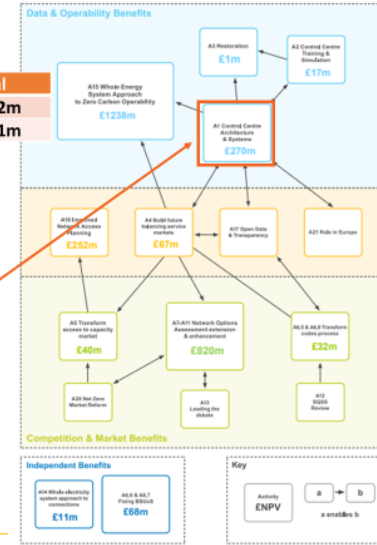 Data & Operability Benefits
A3 Restoration
£1m
A2 Control Centre
Training &
Simulation
£17m
A15 Whole Energy
System Approach
to Zero Carbon Operability
£1238m
2m
1m
A1 Control Centre
Architecture
& Systems
£270m
A16 Improved
Network Access
Planning
£252m
A4 Build future
balancing service
markets
£67m
A17 Open Data
& Transparency
A21 Role in Europe
A5 Transform
access to capacity
market
£40m
A7-A11 Network Options
Assessment extension
& enhancement
£820m
A6.5 & A6.8 Transform
codes process
£32m
A20 Net Zero
Market Reform
A13
Leading the
debate
A12
SQSS
Review
Competition & Market Benefits
Independent Benefits
A14 Whole-electricity
system approach to
connections
£11m
A6.6 & A6.7
Fixing BSUoS
£68m
Key
Activity
£NPV
a
b
a enables b